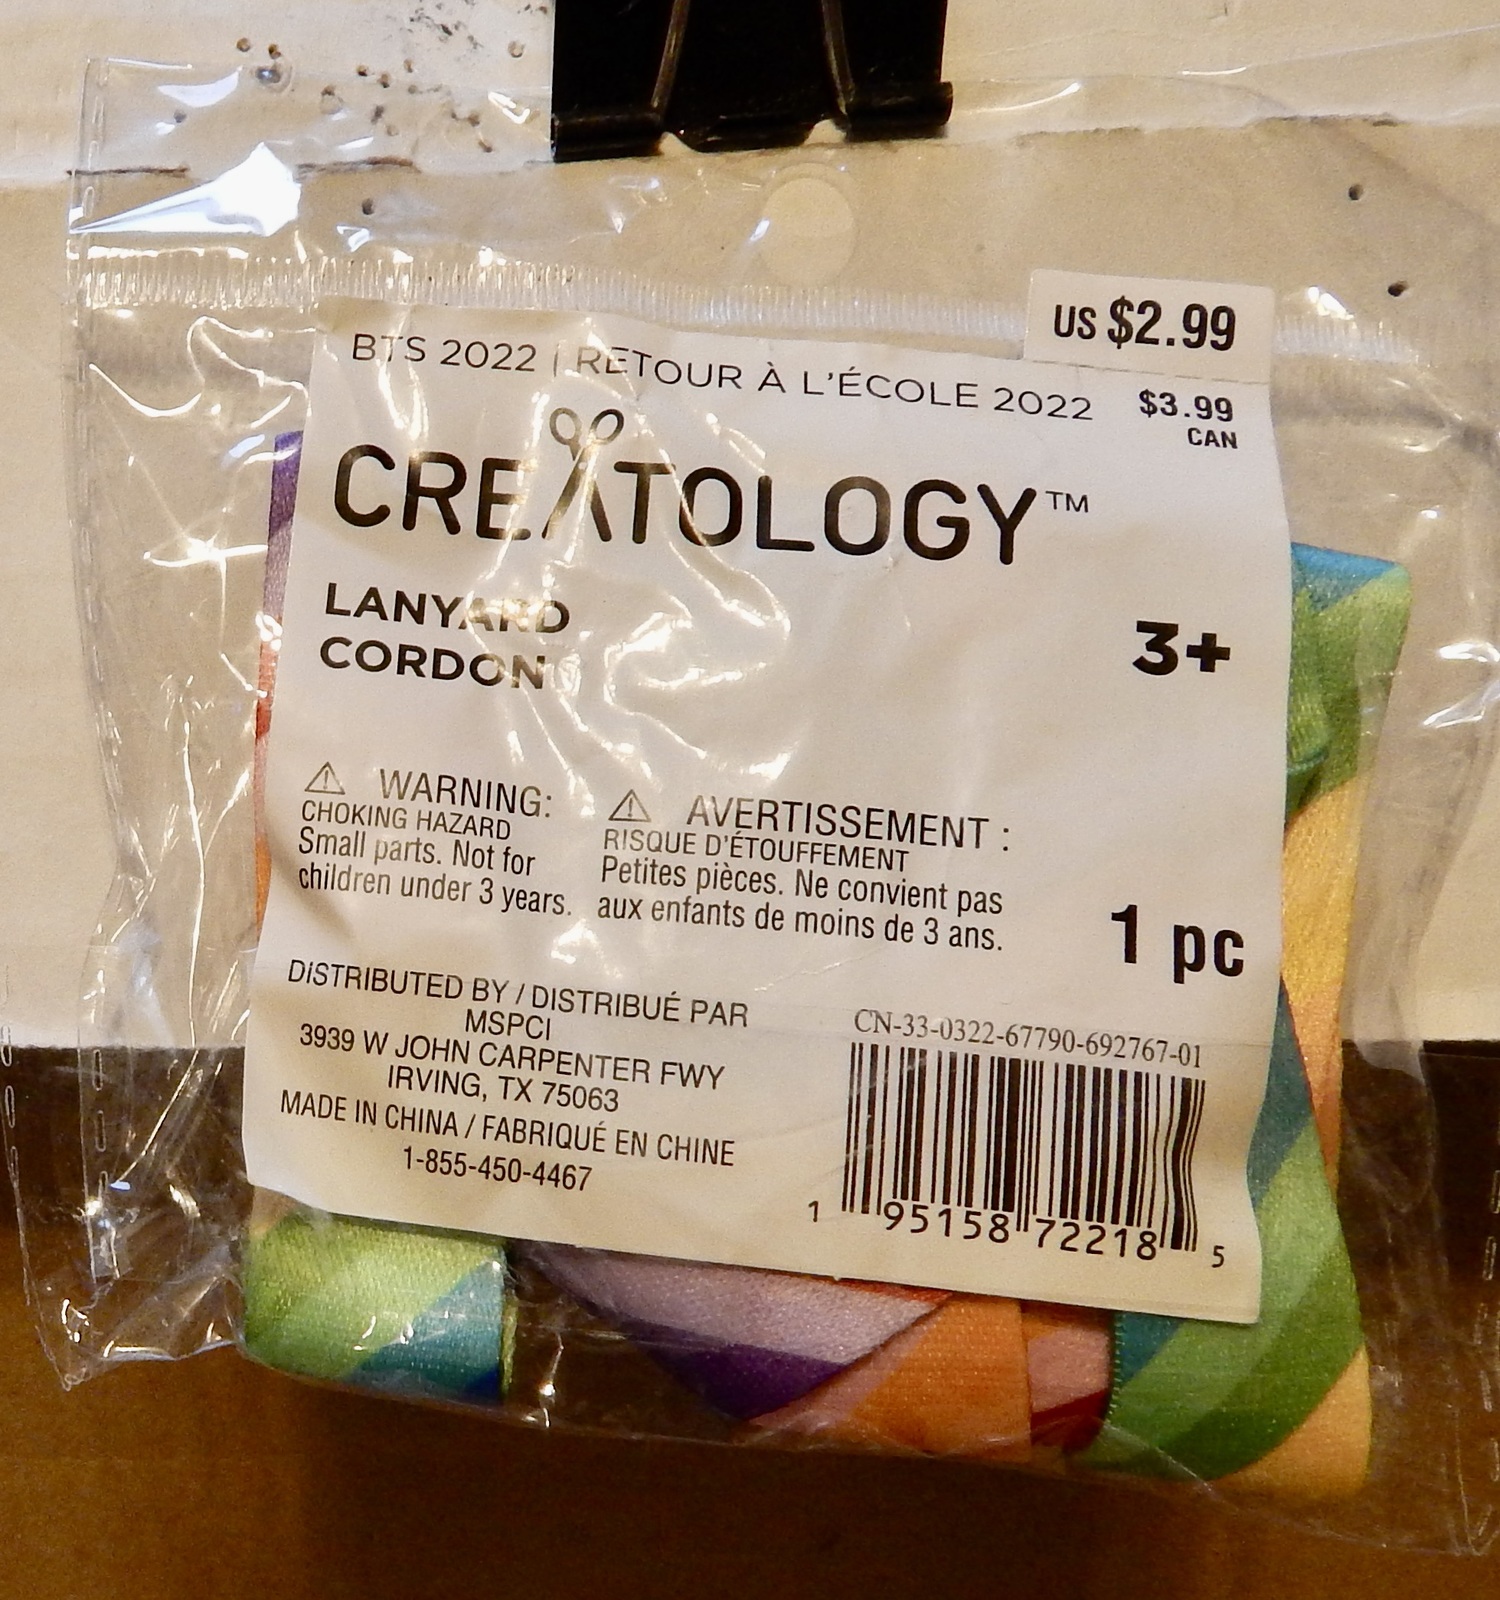 US $2.99
BTS 2022 | RETOUR À L'ÉCOLE 2022
$3.99
CAN
CREATOLOGY™
LANYARD
CORDON
3+
⚠ WARNING:
CHOKING HAZARD
Small parts. Not for
children under 3 years.
⚠ AVERTISSEMENT :
RISQUE D'ÉTOUFFEMENT
Petites pièces. Ne convient pas
aux enfants de moins de 3 ans.
1 pc
DISTRIBUTED BY / DISTRIBUÉ PAR
MSPCI
3939 W JOHN CARPENTER FWY
IRVING, TX 75063
MADE IN CHINA / FABRIQUÉ EN CHINE
1-855-450-4467
CN-33-0322-67790-692767-01
1 95158 72218 5